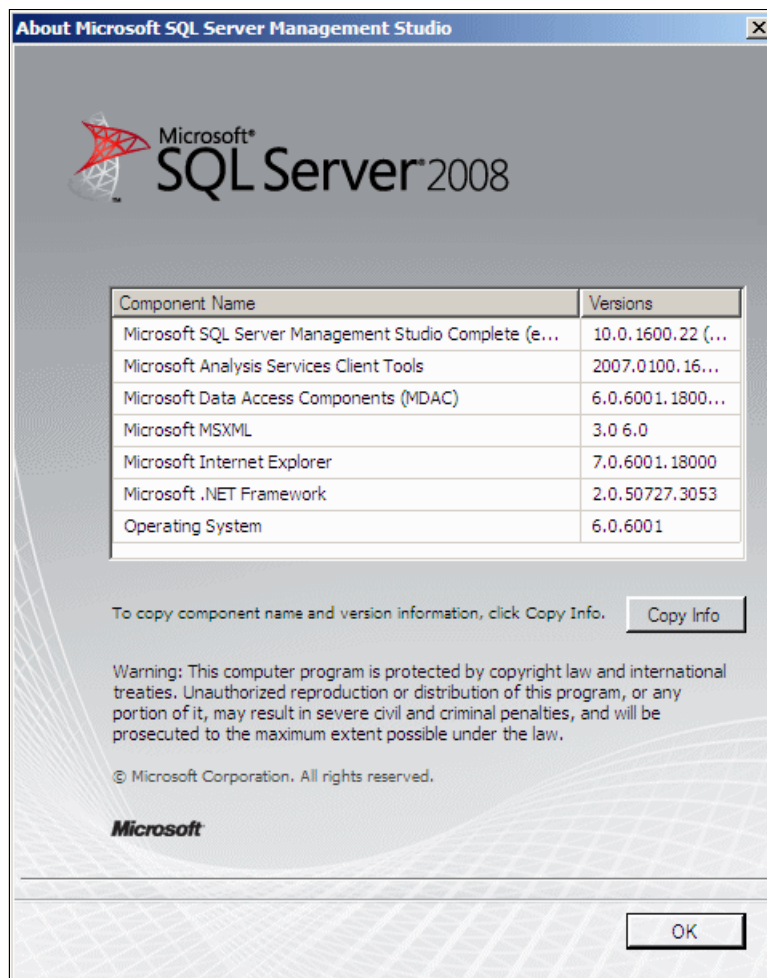 About Microsoft SQL Server Management Studio
Microsoft®
SQL Server® 2008
Component Name Versions
Microsoft SQL Server Management Studio Complete (e... 10.0.1600.22 (...
Microsoft Analysis Services Client Tools 2007.0100.16...
Microsoft Data Access Components (MDAC) 6.0.6001.1800...
Microsoft MSXML 3.0 6.0
Microsoft Internet Explorer 7.0.6001.18000
Microsoft .NET Framework 2.0.50727.3053
Operating System 6.0.6001
To copy component name and version information, click Copy Info. Copy Info
Warning: This computer program is protected by copyright law and international
treaties. Unauthorized reproduction or distribution of this program, or any
portion of it, may result in severe civil and criminal penalties, and will be
prosecuted to the maximum extent possible under the law.
© Microsoft Corporation. All rights reserved.
Microsoft
OK